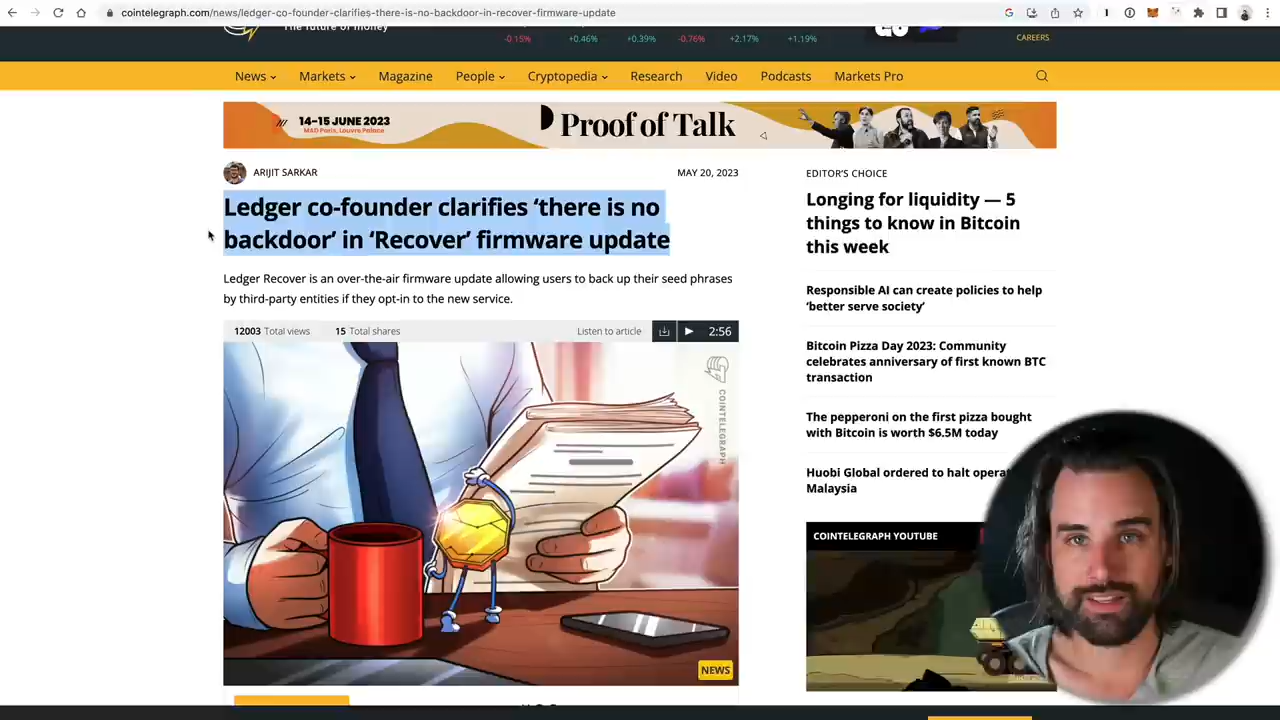 cointelegraph.com/news/ledger-co-founder-clarifies-there-is-no-backdoor-in-recover-firmware-update
The future of money
-0.15% +0.46% +0.39% -0.76% +2.17% +1.19%
CAREERS
News Markets Magazine People Cryptopedia Research Video Podcasts Markets Pro
14-15 JUNE 2023
MAD Paris, Louvre Palace
Proof of Talk
ARIJIT SARKAR
MAY 20, 2023
Ledger co-founder clarifies ‘there is no
backdoor’ in ‘Recover’ firmware update
Ledger Recover is an over-the-air firmware update allowing users to back up their seed phrases
by third-party entities if they opt-in to the new service.
12003 Total views 15 Total shares Listen to article 2:56
COINTELEGRAPH
NEWS
EDITOR’S CHOICE
Longing for liquidity — 5
things to know in Bitcoin
this week
Responsible AI can create policies to help
‘better serve society’
Bitcoin Pizza Day 2023: Community
celebrates anniversary of first known BTC
transaction
The pepperoni on the first pizza bought
with Bitcoin is worth $6.5M today
Huobi Global ordered to halt
Malaysia
COINTELEGRAPH YOUTUBE